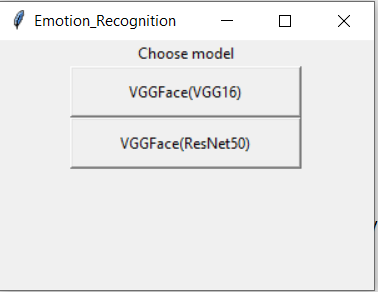 Emotion_Recognition
Choose model
VGGFace(VGG16)
VGGFace(ResNet50)